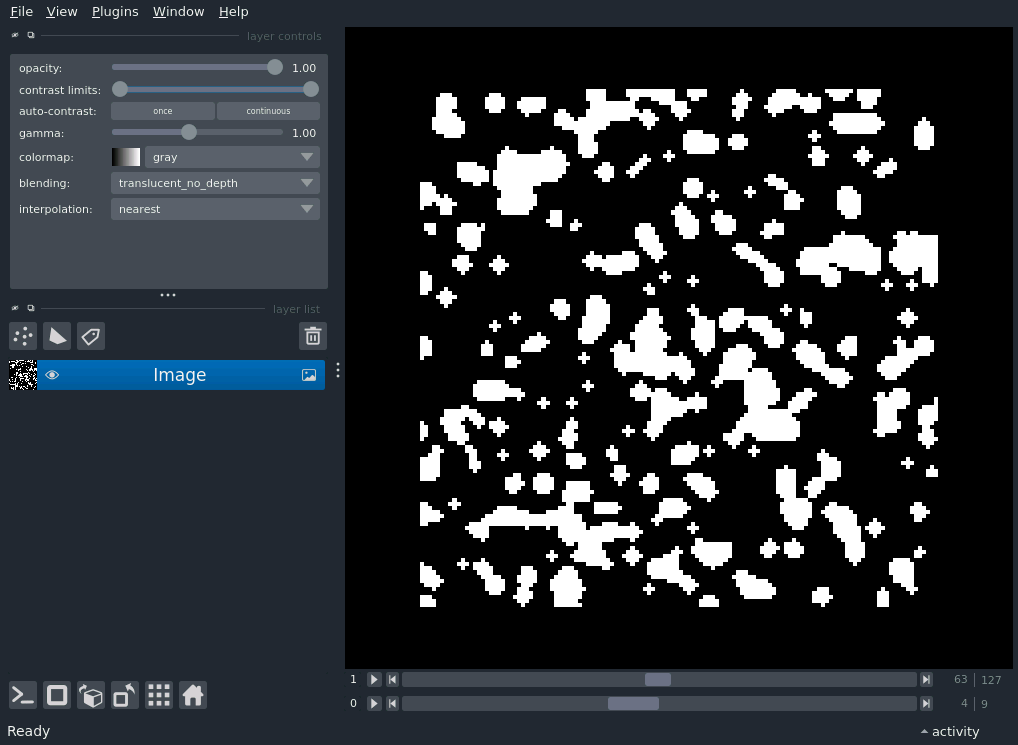 File View Plugins Window Help
layer controls
opacity: 1.00
contrast limits:
auto-contrast: once continuous
gamma: 1.00
colormap: gray
blending: translucent_no_depth
interpolation: nearest
layer list
Image
1 63 127
0 4 9
Ready activity